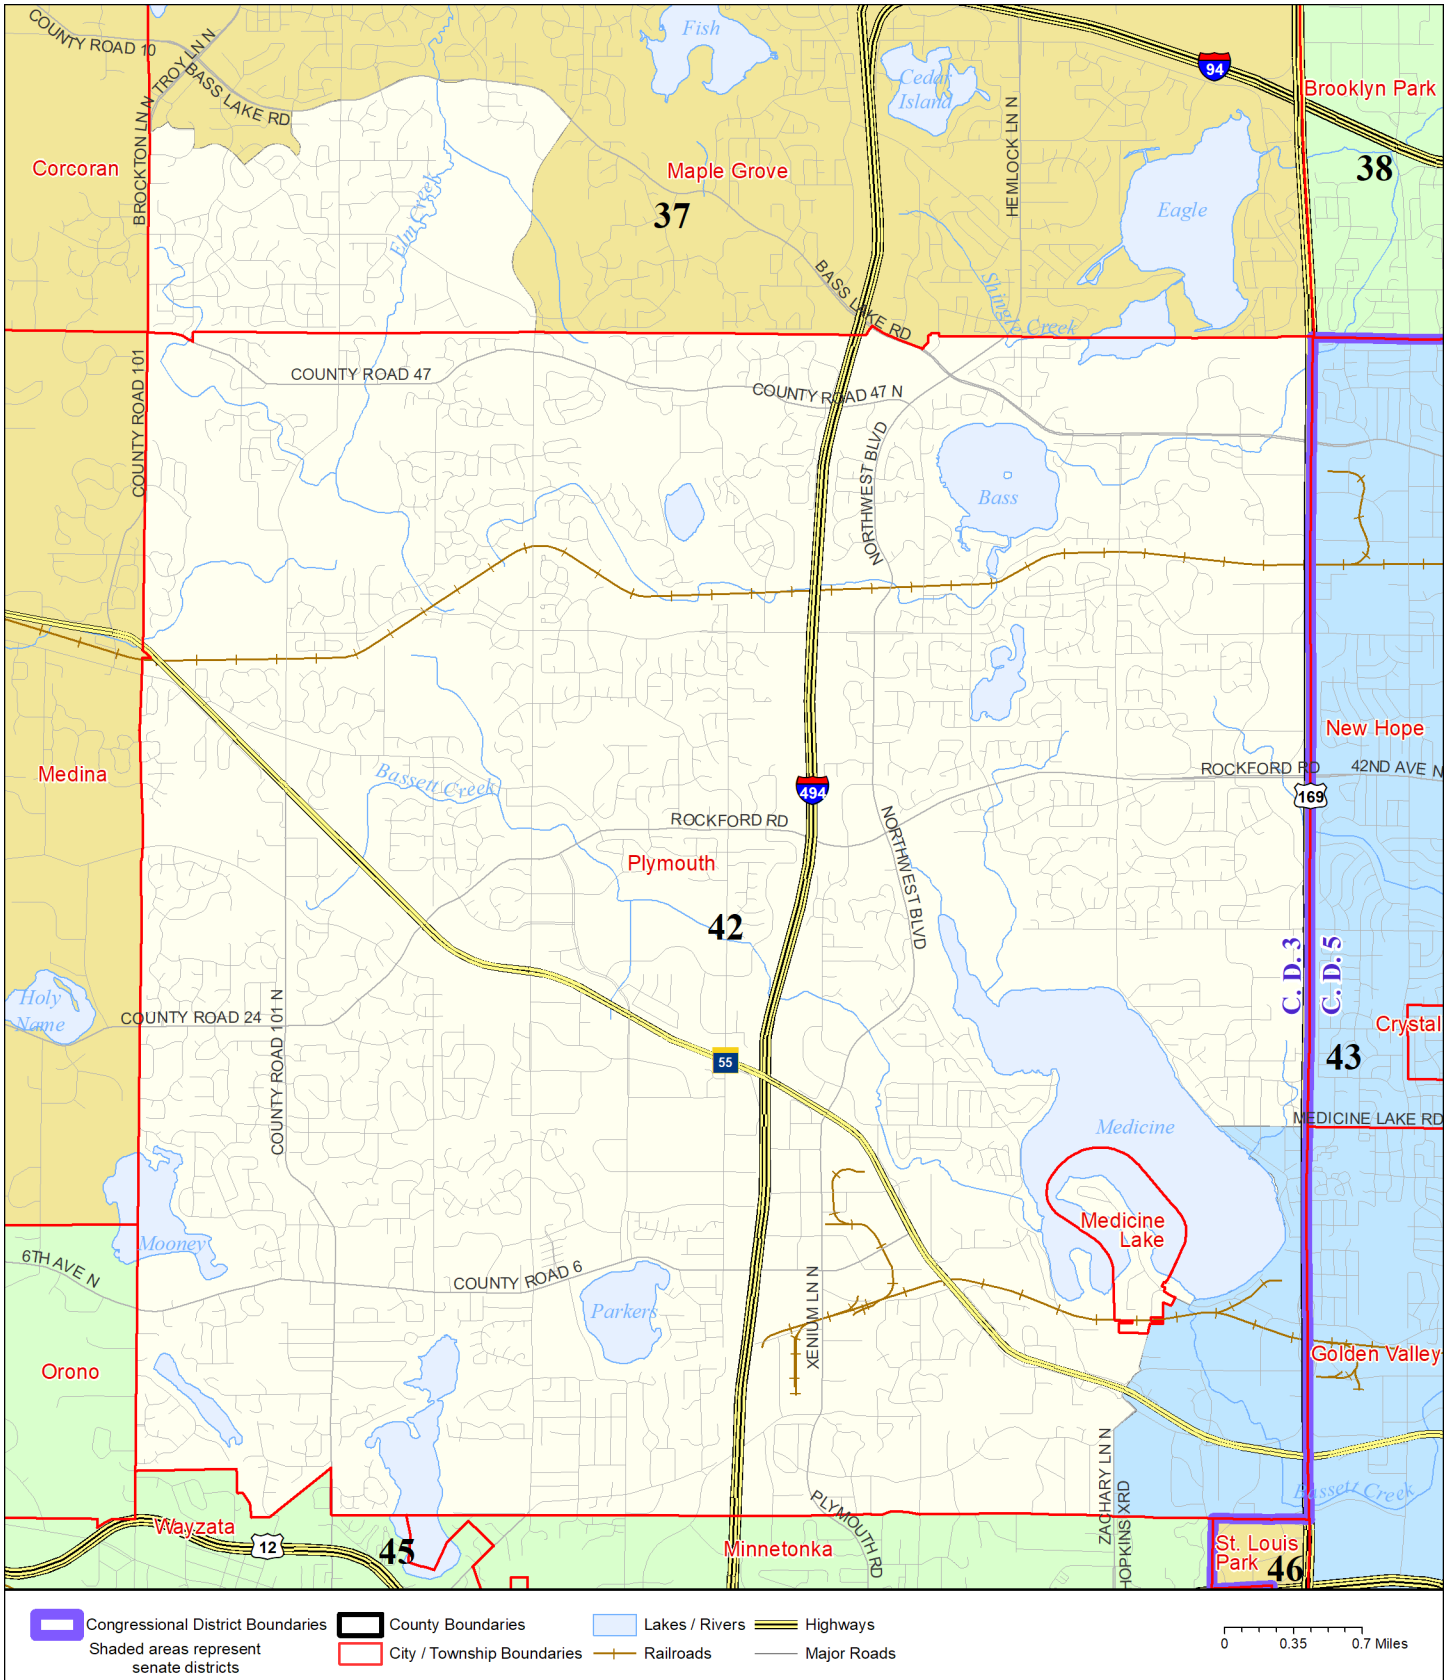 COUNTY ROAD 10
TROY LN N
BASS LAKE RD
BROCKTON LN N
Fish
Cedar
Island
94
Brooklyn Park
38
Corcoran
Elm Creek
Maple Grove
37
HEMLOCK LN N
Eagle
BASS LAKE RD
Shingle Creek
COUNTY ROAD 101
COUNTY ROAD 47
COUNTY ROAD 47 N
NORTHWEST BLVD
Bass
New Hope
Medina
Bassett Creek
494
ROCKFORD RD
42ND AVE N
169
ROCKFORD RD
Plymouth
NORTHWEST BLVD
42
C. D. 3
C. D. 5
Holy
Name
COUNTY ROAD 24
COUNTY ROAD 101 N
Crystal
43
55
Medicine
MEDICINE LAKE RD
Medicine
Lake
Mooney
6TH AVE N
COUNTY ROAD 6
Parkers
XENIUM LN N
Golden Valley
Orono
ZACHARY LN N
HOPKINS XRD
Bassett Creek
PLYMOUTH RD
Wayzata
12
45
Minnetonka
St. Louis
Park
46
Congressional District Boundaries
County Boundaries
Lakes / Rivers
Highways
Shaded areas represent
senate districts
City / Township Boundaries
Railroads
Major Roads
0 0.35 0.7 Miles